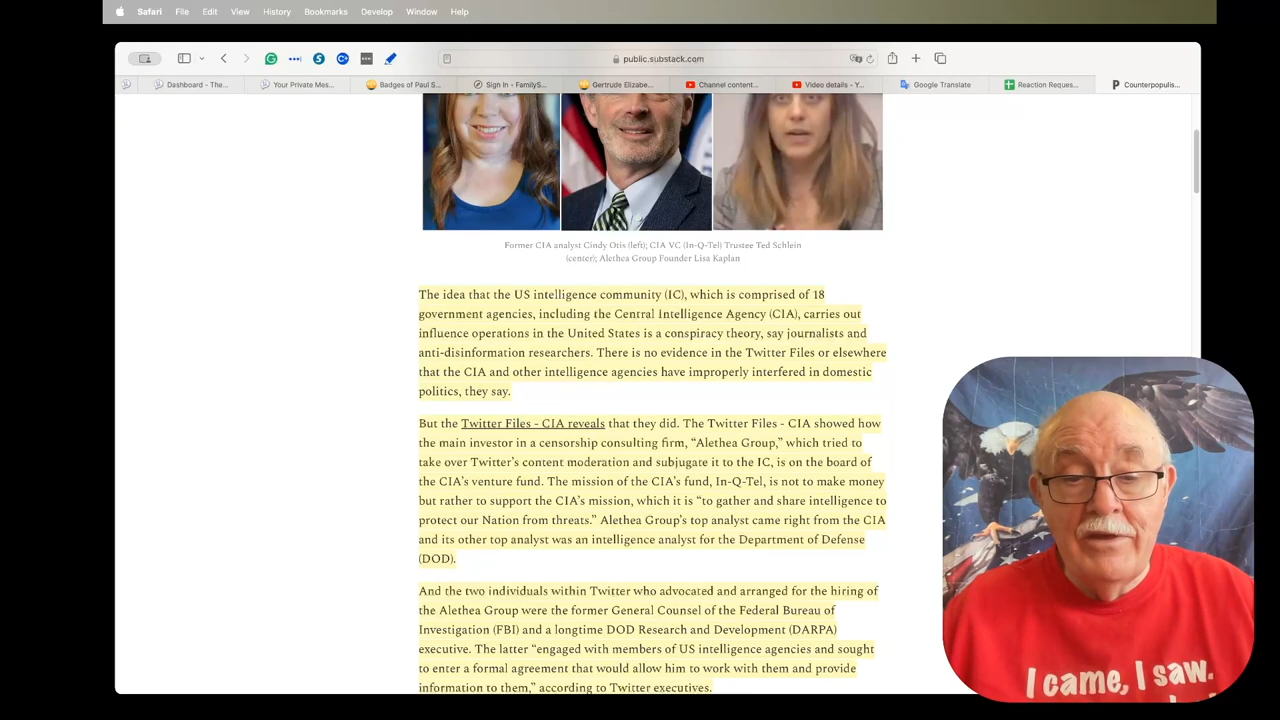 Safari File Edit View History Bookmarks Develop Window Help
public.substack.com
Dashboard - The... Your Private Mes... Badges of Paul S... Sign In ‹ FamilyS... Gertrude Elizabe... Channel content... Video details - Y... Google Translate Reaction Reques... Counterpopulis...
Former CIA analyst Cindy Otis (left); CIA VC (In-Q-Tel) Trustee Ted Schlein
(center); Alethea Group Founder Lisa Kaplan
The idea that the US intelligence community (IC), which is comprised of 18
government agencies, including the Central Intelligence Agency (CIA), carries out
influence operations in the United States is a conspiracy theory, say journalists and
anti-disinformation researchers. There is no evidence in the Twitter Files or elsewhere
that the CIA and other intelligence agencies have improperly interfered in domestic
politics, they say.
But the Twitter Files - CIA reveals that they did. The Twitter Files - CIA showed how
the main investor in a censorship consulting firm, “Alethea Group,” which tried to
take over Twitter’s content moderation and subjugate it to the IC, is on the board of
the CIA’s venture fund. The mission of the CIA’s fund, In-Q-Tel, is not to make money
but rather to support the CIA’s mission, which it is “to gather and share intelligence to
protect our Nation from threats.” Alethea Group’s top analyst came right from the CIA
and its other top analyst was an intelligence analyst for the Department of Defense
(DOD).
And the two individuals within Twitter who advocated and arranged for the hiring of
the Alethea Group were the former General Counsel of the Federal Bureau of
Investigation (FBI) and a longtime DOD Research and Development (DARPA)
executive. The latter “engaged with members of US intelligence agencies and sought
to enter a formal agreement that would allow him to work with them and provide
information to them,” according to Twitter executives.
I came, I saw.